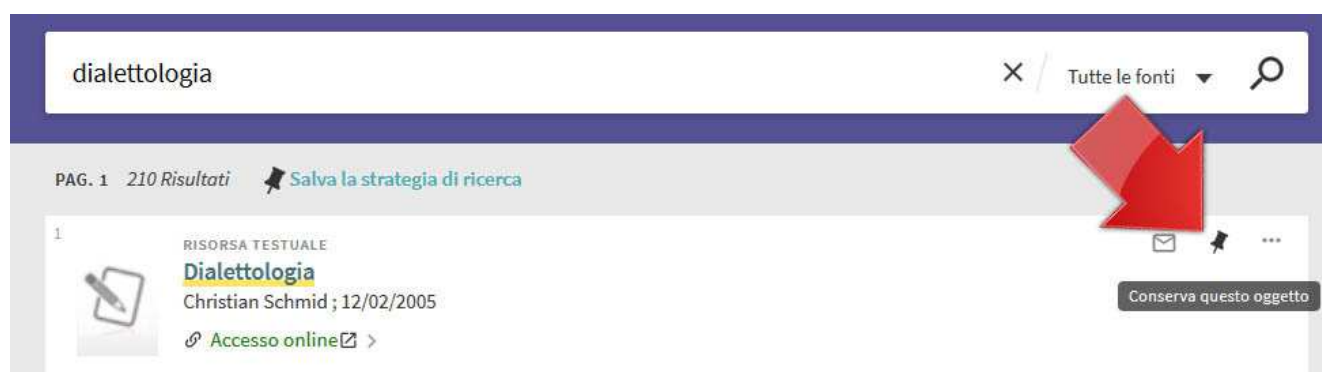 dialettologia
Tutte le fonti
PAG. 1 210 Risultati Salva la strategia di ricerca
1
RISORSA TESTUALE
Dialettologia
Christian Schmid ; 12/02/2005
Conserva questo oggetto
Accesso online